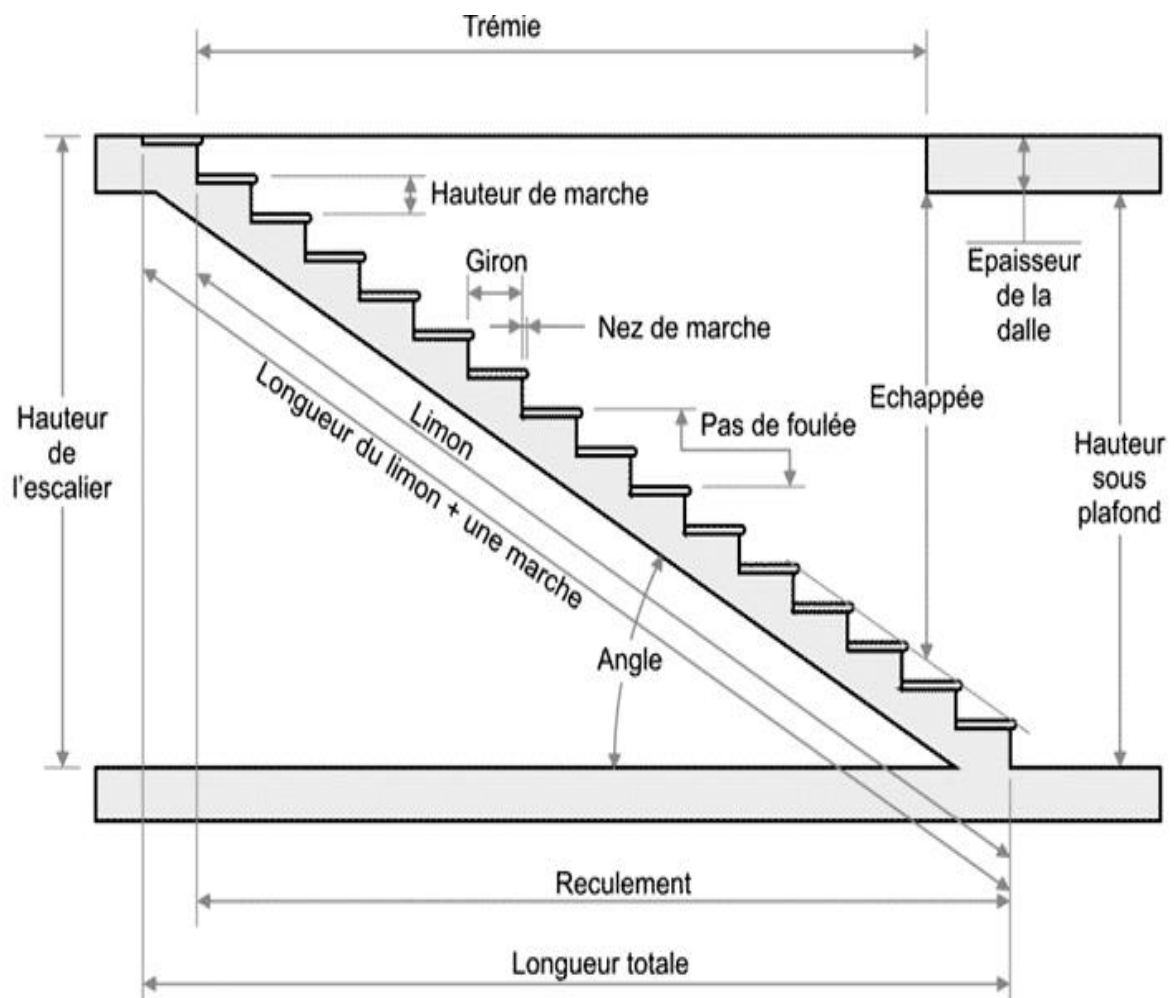 Trémie
Hauteur de marche
Giron
Epaisseur
de la
dalle
Nez de marche
Echappée
Hauteur
de
l'escalier
Limon
Longueur du limon + une marche
Pas de foulée
Hauteur
sous
plafond
Angle
Reculement
Longueur totale